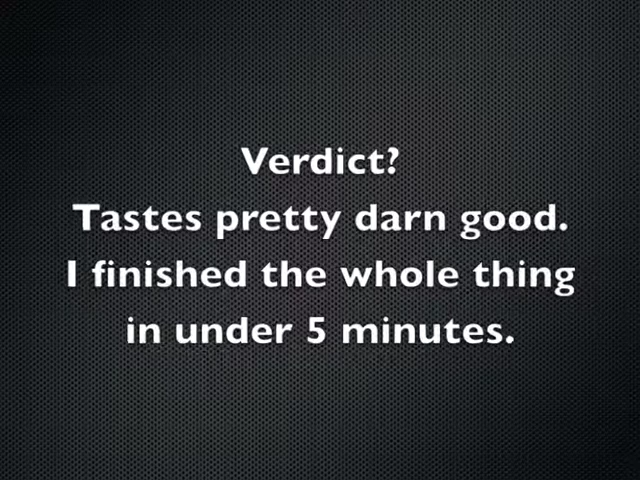 Verdict?
Tastes pretty darn good.
I finished the whole thing
in under 5 minutes.